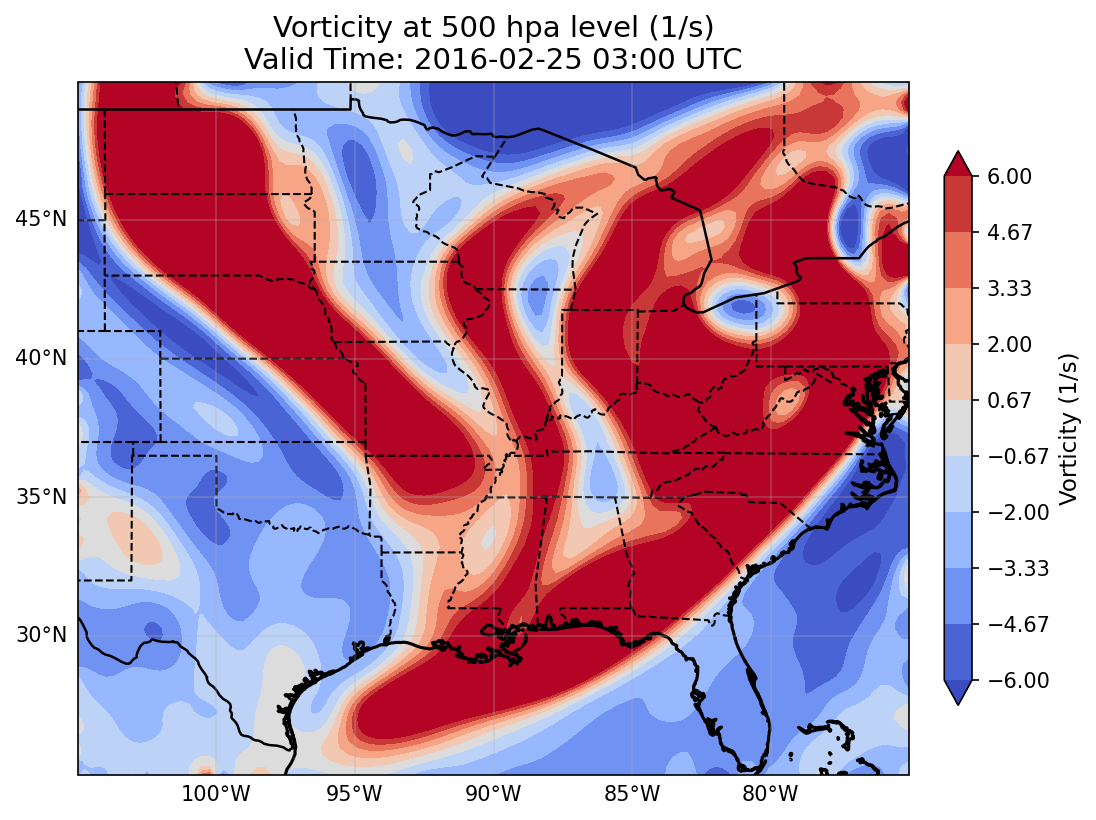 Vorticity at 500 hpa level (1/s)
Valid Time: 2016-02-25 03:00 UTC
45°N
40°N
35°N
30°N
100°W
95°W
90°W
85°W
80°W
6.00
4.67
3.33
2.00
0.67
−0.67
−2.00
−3.33
−4.67
−6.00
Vorticity (1/s)